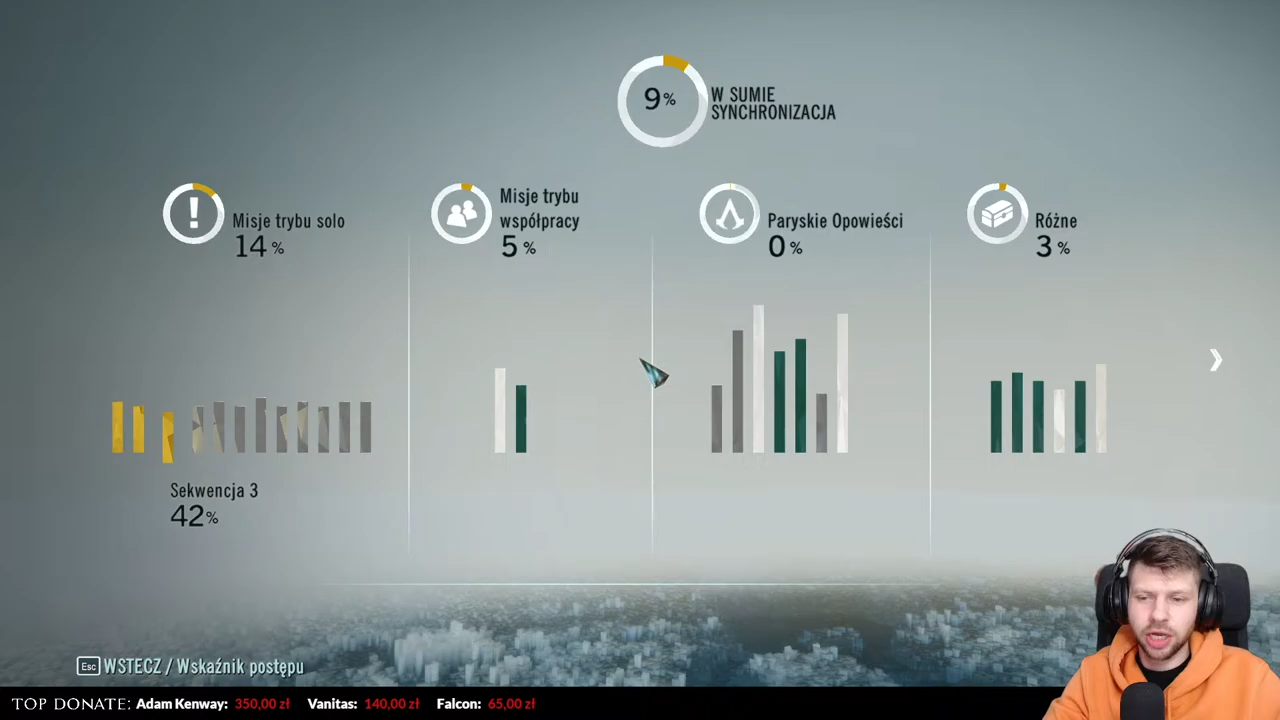 9%
W SUMIE
SYNCHRONIZACJA
Misje trybu solo
14 %
Misje trybu
współpracy
5 %
Paryskie Opowieści
0 %
Różne
3 %
Sekwencja 3
42%
Esc WSTECZ / Wskaźnik postępu
TOP DONATE: Adam Kenway: 350,00 zł Vanitas: 140,00 zł Falcon: 65,00 zł